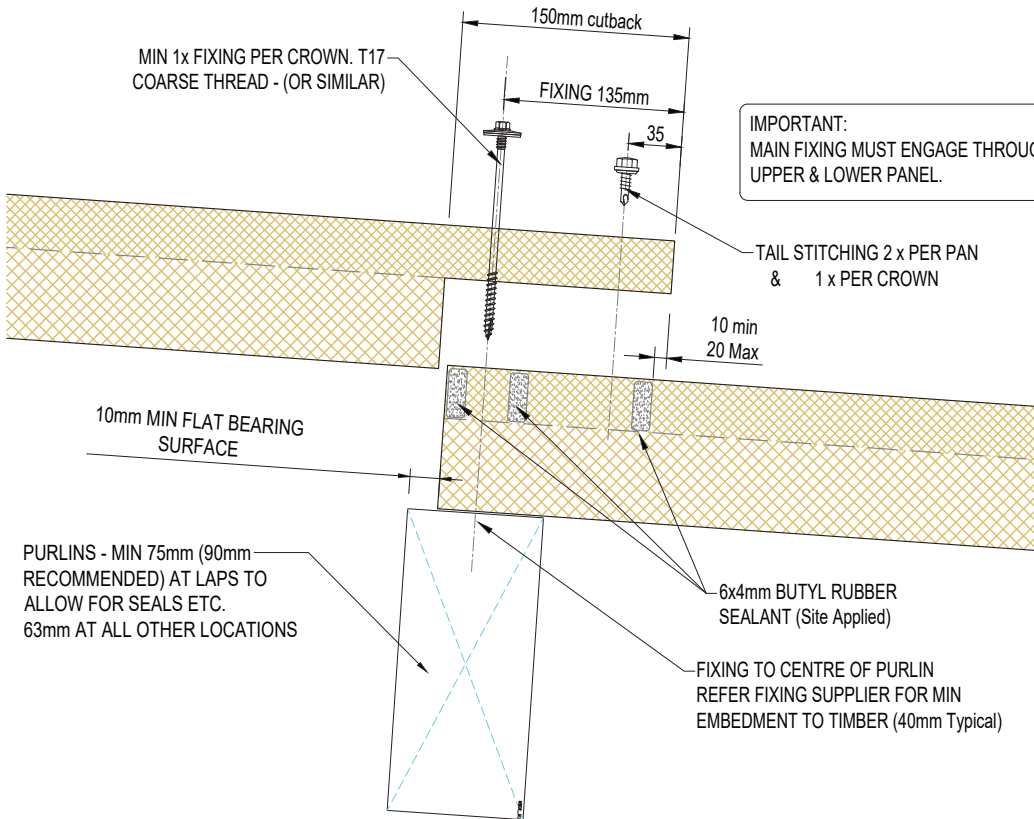 150mm cutback
MIN 1x FIXING PER CROWN. T17
COARSE THREAD - (OR SIMILAR)
FIXING 135mm
35
IMPORTANT:
MAIN FIXING MUST ENGAGE
UPPER & LOWER PANEL.
TAIL STITCHING 2 x PER PAN
& 1 x PER CROWN
10 min
20 Max
10mm MIN FLAT BEARING
SURFACE
PURLINS - MIN 75mm (90mm
RECOMMENDED) AT LAPS TO
ALLOW FOR SEALS ETC.
63mm AT ALL OTHER LOCATIONS
6x4mm BUTYL RUBBER
SEALANT (Site Applied)
FIXING TO CENTRE OF PURLIN
REFER FIXING SUPPLIER FOR MIN
EMBEDMENT TO TIMBER (40mm Typical)